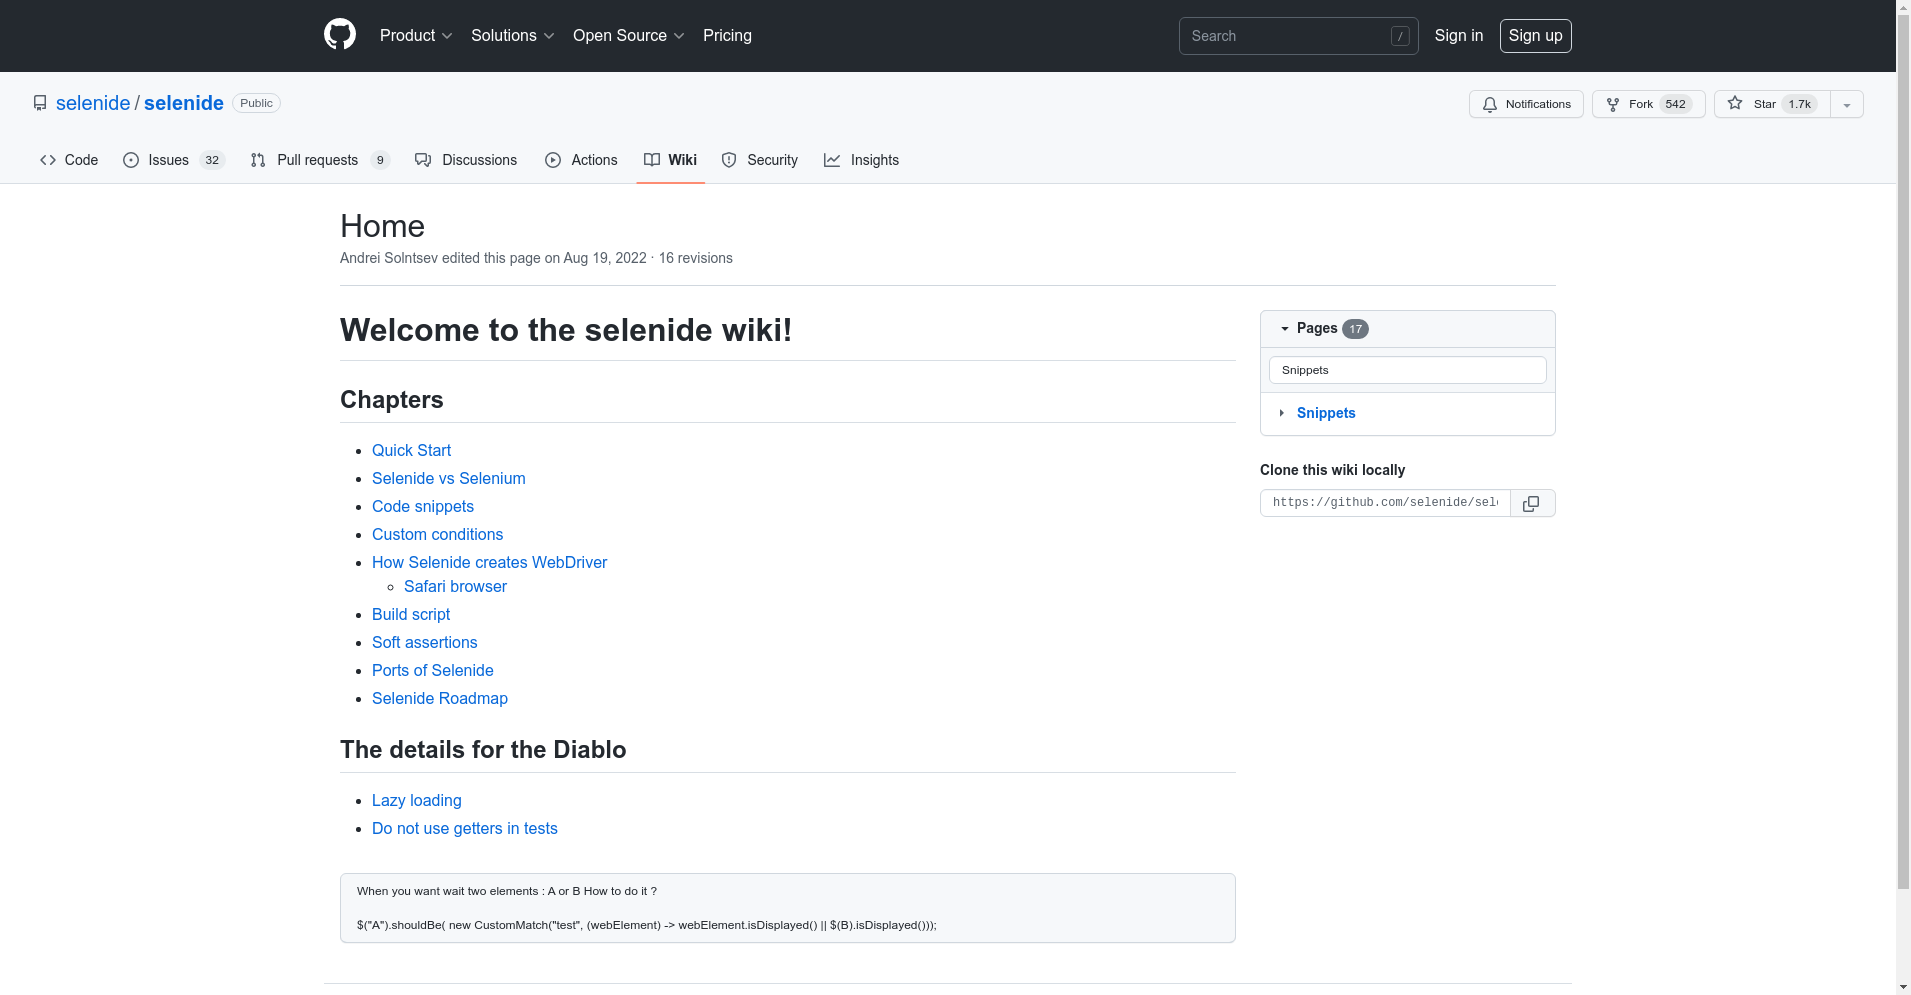 Product Solutions Open Source Pricing Search / Sign in Sign up
selenide / selenide Public Notifications Fork 542 Star 1.7k
Code Issues 32 Pull requests 9 Discussions Actions Wiki Security Insights
Home
Andrei Solntsev edited this page on Aug 19, 2022 · 16 revisions
Welcome to the selenide wiki!
Chapters
Quick Start
Selenide vs Selenium
Code snippets
Custom conditions
How Selenide creates WebDriver
Safari browser
Build script
Soft assertions
Ports of Selenide
Selenide Roadmap
The details for the Diablo
Lazy loading
Do not use getters in tests
When you want wait two elements : A or B How to do it ?
$("A").shouldBe( new CustomMatch("test", (webElement) -> webElement.isDisplayed() || $(B).isDisplayed()));
Pages 17
Snippets
Snippets
Clone this wiki locally
https://github.com/selenide/sel